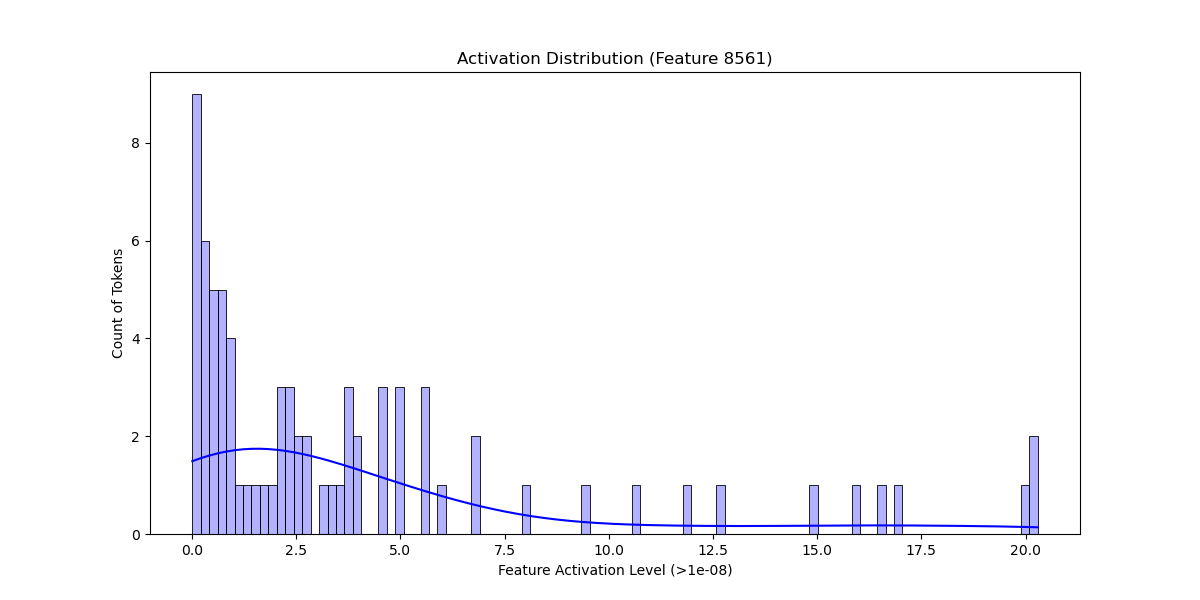 Activation Distribution (Feature 8561)
8
6
4
2
0
Count of Tokens
0.0 2.5 5.0 7.5 10.0 12.5 15.0 17.5 20.0
Feature Activation Level (>1e-08)